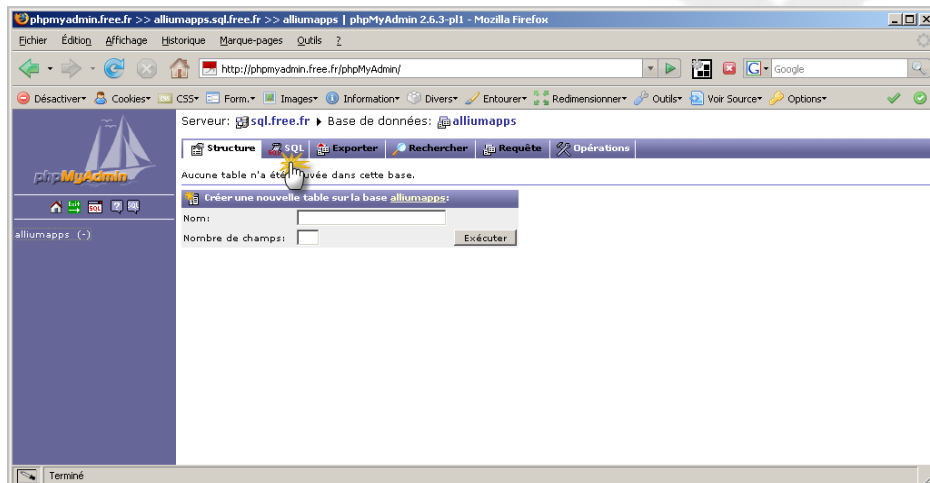 phpmyadmin.free.fr >> alliumapps.sql.free.fr >> alliumapps | phpMyAdmin 2.6.3-pl1 - Mozilla Firefox
Fichier Édition Affichage Historique Marque-pages Outils ?
http://phpmyadmin.free.fr/phpMyAdmin/ G Google
Désactiver Cookies CSS Form. Images Information Divers Entourer Redimensionner Outils Voir Source Options
Serveur: sql.free.fr Base de données: alliumapps
Structure SQL Exporter Rechercher Requête Opérations
phpMyAdmin
Aucune table n'a été dans cette base.
Créer une nouvelle table sur la base alliumapps:
Nom:
alliumapps (-)
Nombre de champs: Exécuter
Terminé